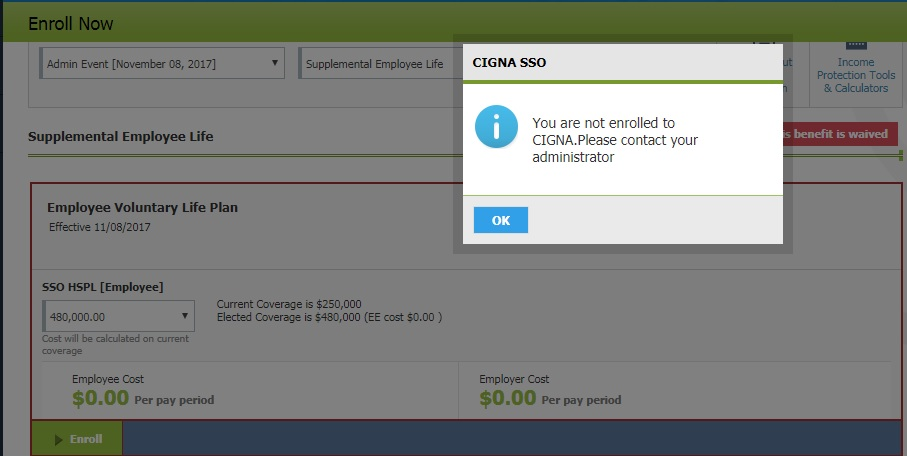 Enroll Now
Admin Event [November 08, 2017]
Supplemental Employee Life
Income
Protection Tools
& Calculators
CIGNA SSO
You are not enrolled to
CIGNA.Please contact your
administrator
OK
Supplemental Employee Life
benefit is waived
Employee Voluntary Life Plan
Effective 11/08/2017
SSO HSPL [Employee]
480,000.00
Current Coverage is $250,000
Elected Coverage is $480,000 (EE cost $0.00 )
Cost will be calculated on current
coverage
Employee Cost
$0.00 Per pay period
Employer Cost
$0.00 Per pay period
Enroll